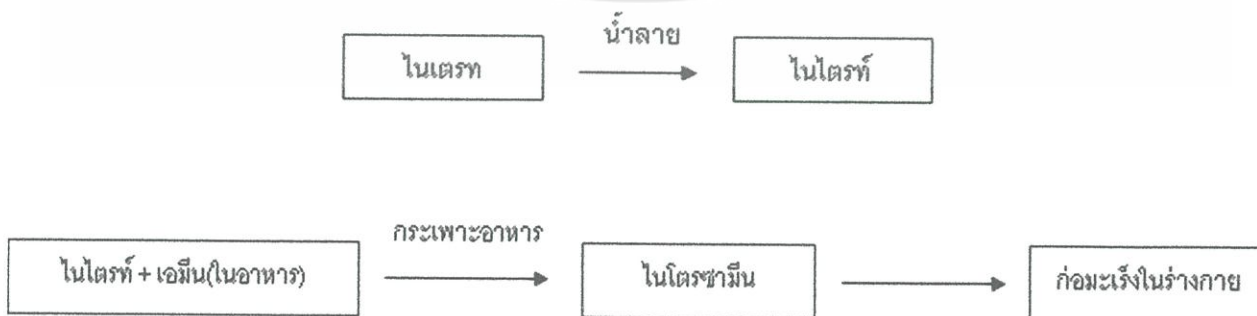 น้ำลาย
ไนเตรท
ไนไตรท์
กระเพาะอาหาร
ไนไตรท์ + เอมีน(ในอาหาร)
ไนโตรซามีน
ก่อมะเร็งในร่างกาย